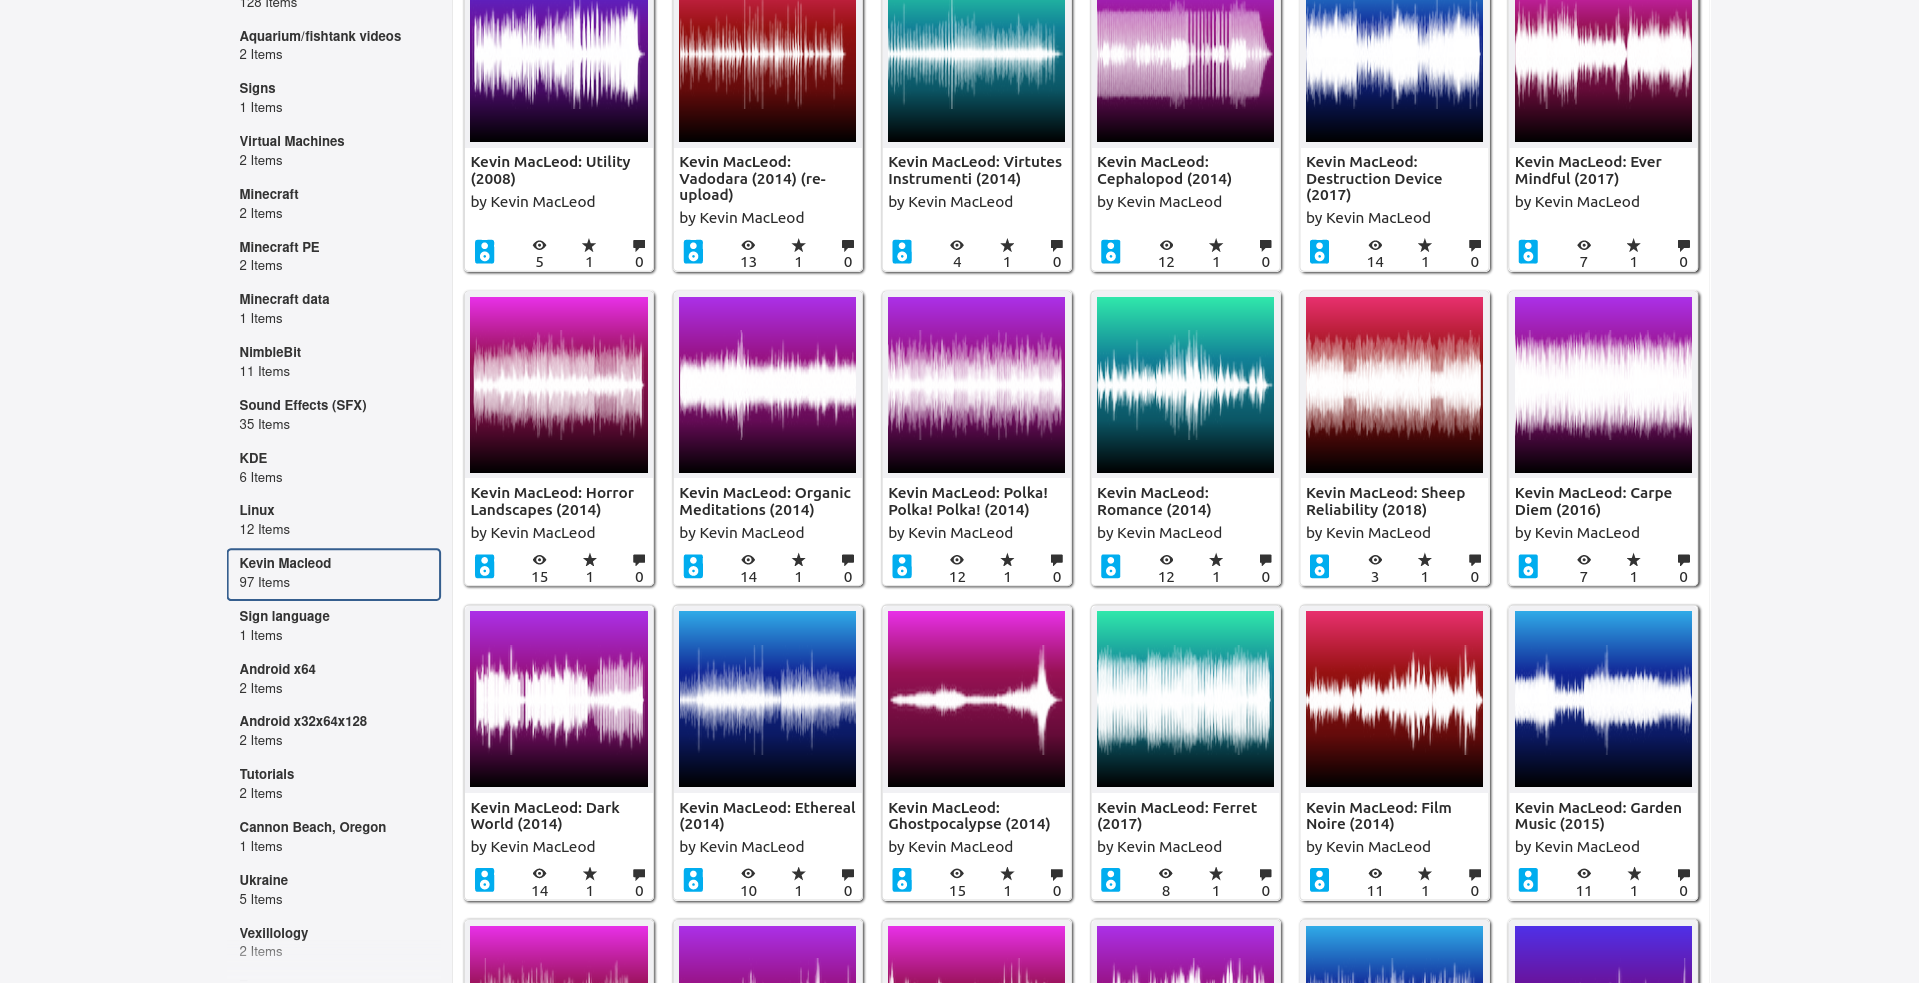 128 Items
Aquarium/fishtank videos
2 Items
Signs
1 Items
Virtual Machines
2 Items
Minecraft
2 Items
Minecraft PE
2 Items
Minecraft data
1 Items
NimbleBit
11 Items
Sound Effects (SFX)
35 Items
KDE
6 Items
Linux
12 Items
Kevin Macleod
97 Items
Sign language
1 Items
Android x64
2 Items
Android x32x64x128
2 Items
Tutorials
2 Items
Cannon Beach, Oregon
1 Items
Ukraine
5 Items
Vexillology
2 Items
Kevin MacLeod: Utility
(2008)
by Kevin MacLeod
5 1 0
Kevin MacLeod:
Vadodara (2014) (re-
upload)
by Kevin MacLeod
13 1 0
Kevin MacLeod: Virtutes
Instrumenti (2014)
by Kevin MacLeod
4 1 0
Kevin MacLeod:
Cephalopod (2014)
by Kevin MacLeod
12 1 0
Kevin MacLeod:
Destruction Device
(2017)
by Kevin MacLeod
14 1 0
Kevin MacLeod: Ever
Mindful (2017)
by Kevin MacLeod
7 1 0
Kevin MacLeod: Horror
Landscapes (2014)
by Kevin MacLeod
15 1 0
Kevin MacLeod: Organic
Meditations (2014)
by Kevin MacLeod
14 1 0
Kevin MacLeod: Polka!
Polka! Polka! (2014)
by Kevin MacLeod
12 1 0
Kevin MacLeod:
Romance (2014)
by Kevin MacLeod
12 1 0
Kevin MacLeod: Sheep
Reliability (2018)
by Kevin MacLeod
3 1 0
Kevin MacLeod: Carpe
Diem (2016)
by Kevin MacLeod
7 1 0
Kevin MacLeod: Dark
World (2014)
by Kevin MacLeod
14 1 0
Kevin MacLeod: Ethereal
(2014)
by Kevin MacLeod
10 1 0
Kevin MacLeod:
Ghostpocalypse (2014)
by Kevin MacLeod
15 1 0
Kevin MacLeod: Ferret
(2017)
by Kevin MacLeod
8 1 0
Kevin MacLeod: Film
Noire (2014)
by Kevin MacLeod
11 1 0
Kevin MacLeod: Garden
Music (2015)
by Kevin MacLeod
11 1 0